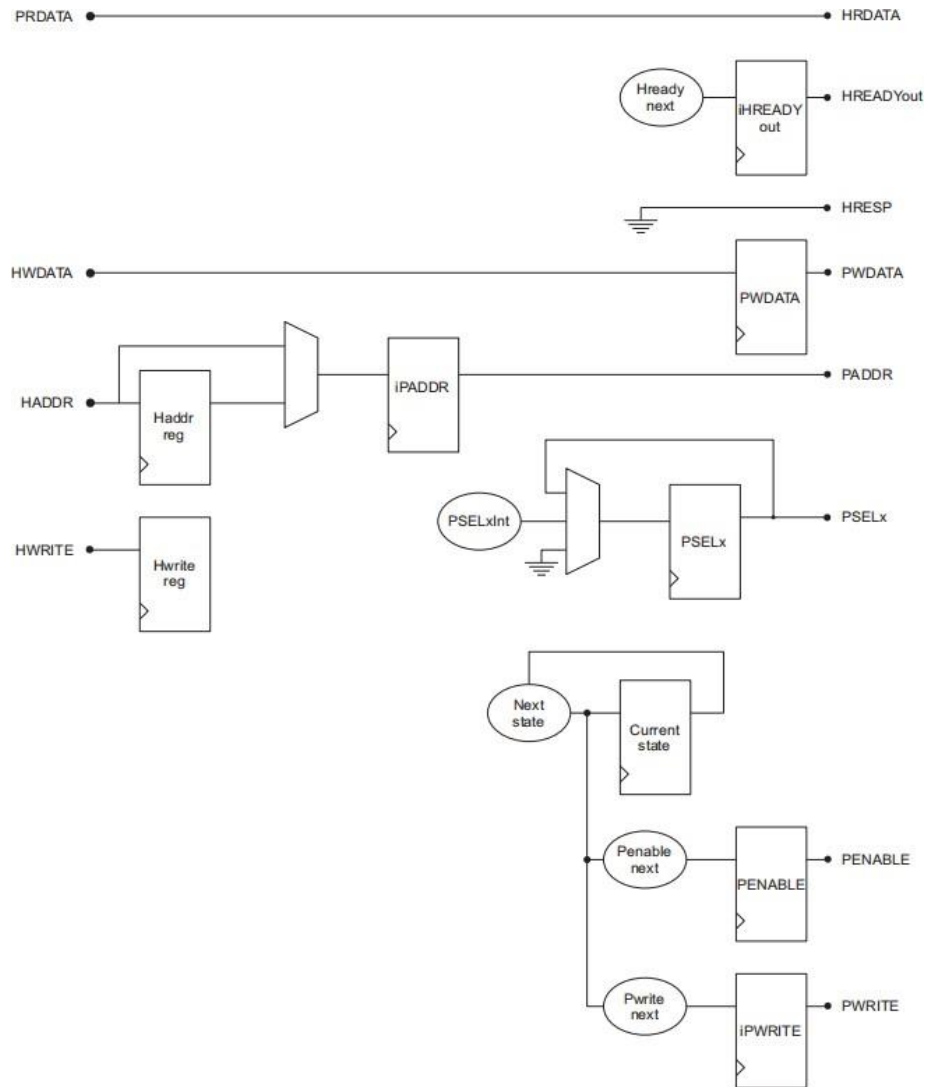 PRDATA
HRDATA
Hready
next
iHREADY
out
HREADYout
HRESP
HWDATA
PWDATA
PWDATA
HADDR
Haddr
reg
iPADDR
PADDR
PSELxInt
PSELx
PSELx
HWRITE
Hwrite
reg
Next
state
Current
state
Penable
next
PENABLE
PENABLE
Pwrite
next
iPWRITE
PWRITE